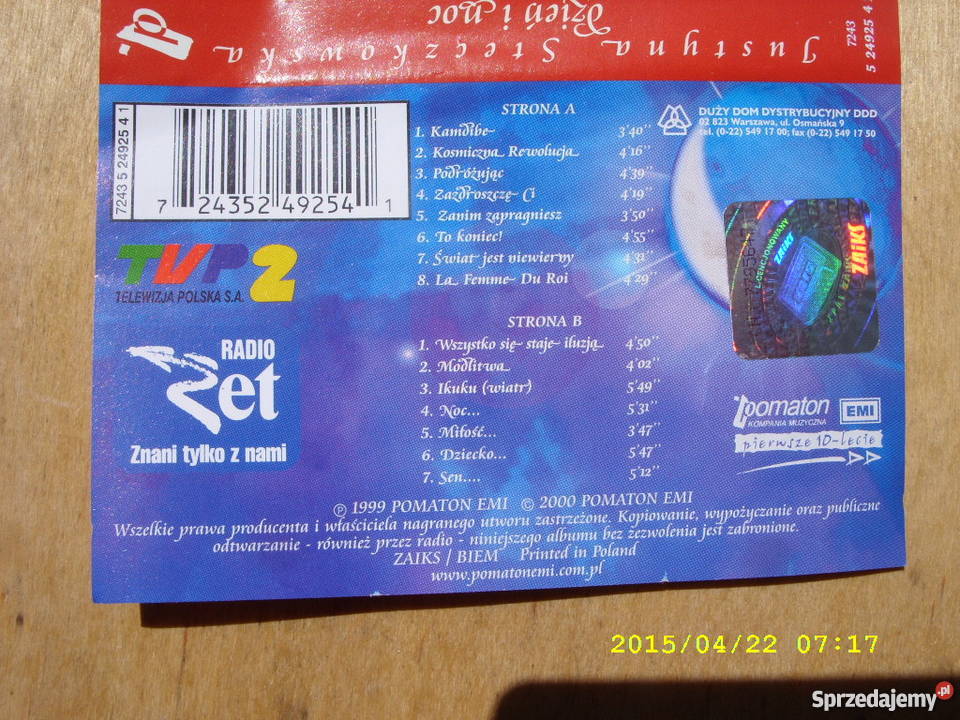 Justyna Steczkowska
Dzień i noc
7243
5 24925 4
7243 5 24925 4 1
7 24352 49254 1
TVP2
TELEWIZJA POLSKA S.A.
RADIO
Zet
Znani tylko z nami
STRONA A
1. Kamdibe 3'40''
2. Kosmiczna Rewolucja 4'16''
3. Podróżując 4'39''
4. Zazdroszczę Ci 4'19''
5. Zanim zapragniesz 3'50''
6. To koniec! 4'55''
7. Świat jest niewierny 4'31''
8. La Femme Du Roi 4'29''
STRONA B
1. Wszystko się staje iluzją 4'50''
2. Modlitwa 4'02''
3. Ikuku (wiatr) 5'49''
4. Noc... 5'31''
5. Miłość... 3'47''
6. Dziecko... 5'47''
7. Sen.... 5'12''
DUŻY DOM DYSTRYBUCYJNY DDD
02 823 Warszawa, ul. Osmańska 9
tel. (0-22) 549 17 00; fax (0-22) 549 17 50
LICENCJONOWANY
ZAiKS
ZAiKS
pomaton EMI
KOMPANIA MUZYCZNA
pierwsze 10-lecie
℗ 1999 POMATON EMI © 2000 POMATON EMI
Wszelkie prawa producenta i właściciela nagranego utworu zastrzeżone. Kopiowanie, wypożyczanie oraz publiczne
odtwarzanie - również przez radio - niniejszego albumu bez zezwolenia jest zabronione.
ZAIKS / BIEM Printed in Poland
www.pomatonemi.com.pl
2015/04/22 07:17
Sprzedajemy.pl